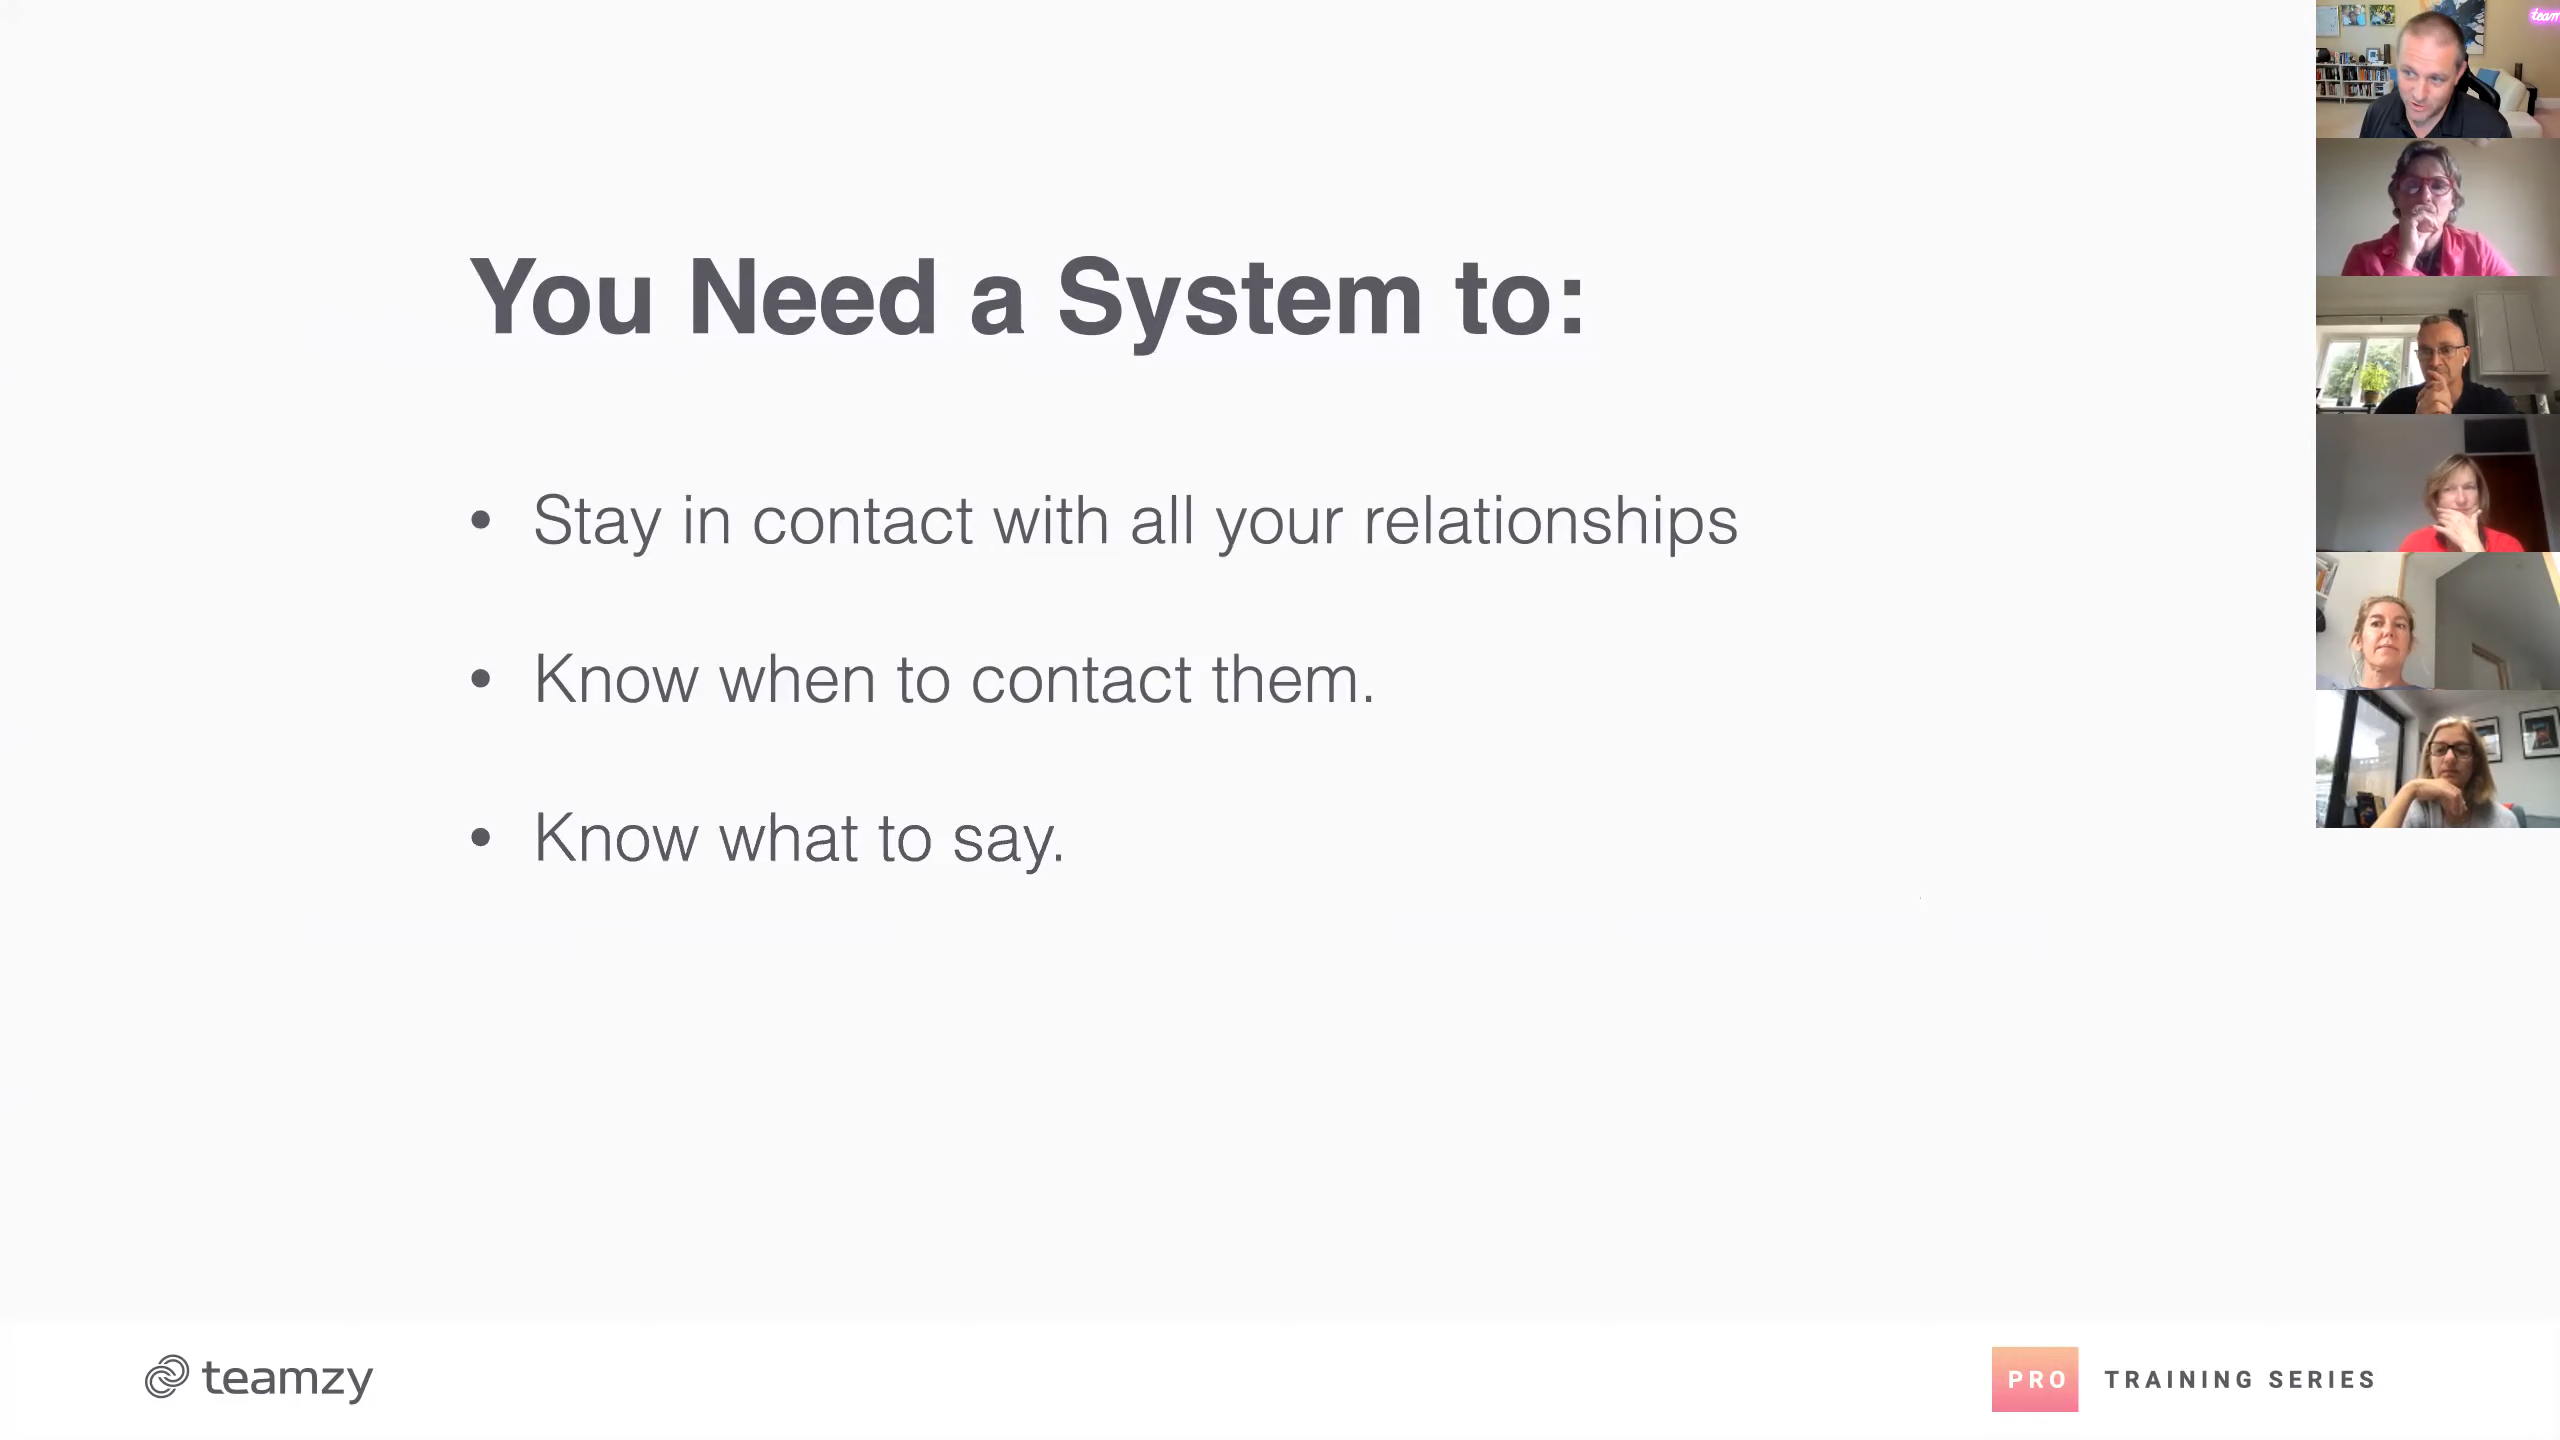 You Need a System to:
• Stay in contact with all your relationships
• Know when to contact them.
• Know what to say.
teamzy
PRO TRAINING SERIES
team